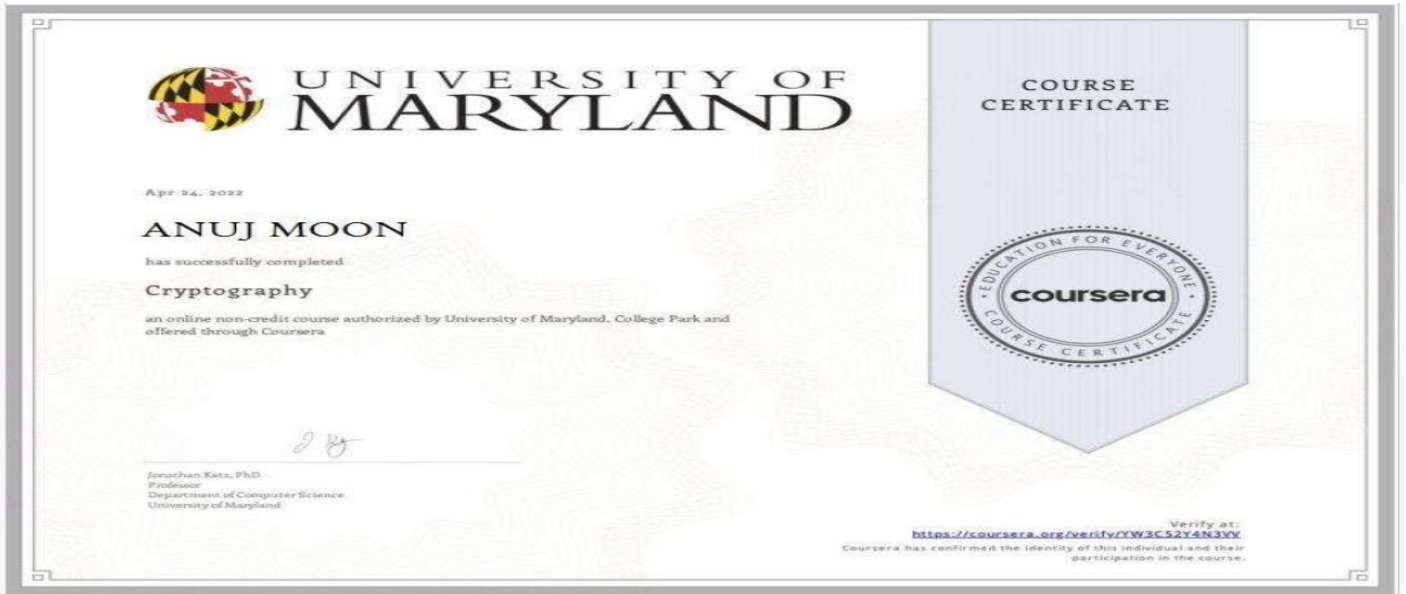 UNIVERSITY OF
MARYLAND
Apr 24, 2022
ANUJ MOON
has successfully completed
Cryptography
an online non-credit course authorized by University of Maryland, College Park and
offered through Coursera
Jonathan Katz, PhD
Professor
Department of Computer Science
University of Maryland
COURSE
CERTIFICATE
EDUCATION FOR EVERYONE
coursera
COURSE CERTIFICATE
Verify at:
https://coursera.org/verify/YW3C52Y4N3VV
Coursera has confirmed the identity of this individual and their
participation in the course.